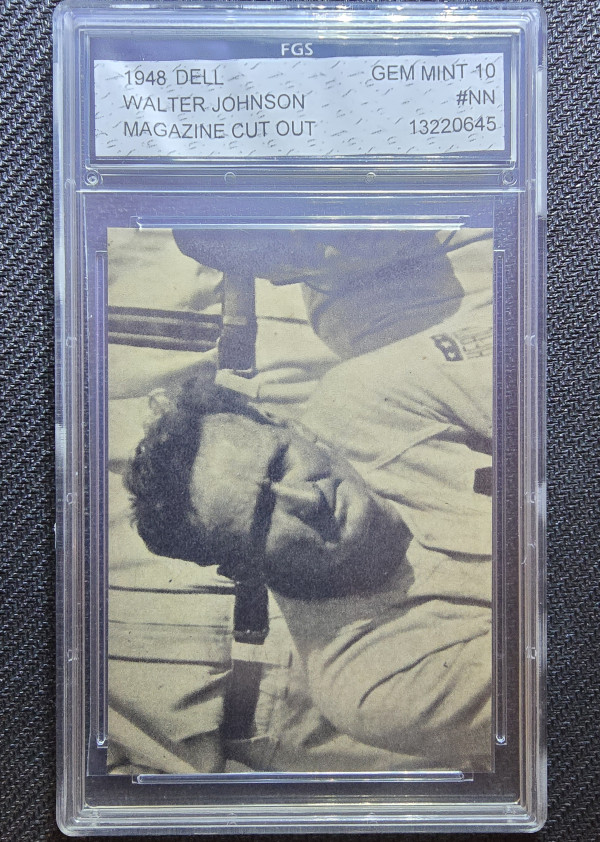 FGS
1948 DELL GEM MINT 10
WALTER JOHNSON #NN
MAGAZINE CUT OUT 13220645